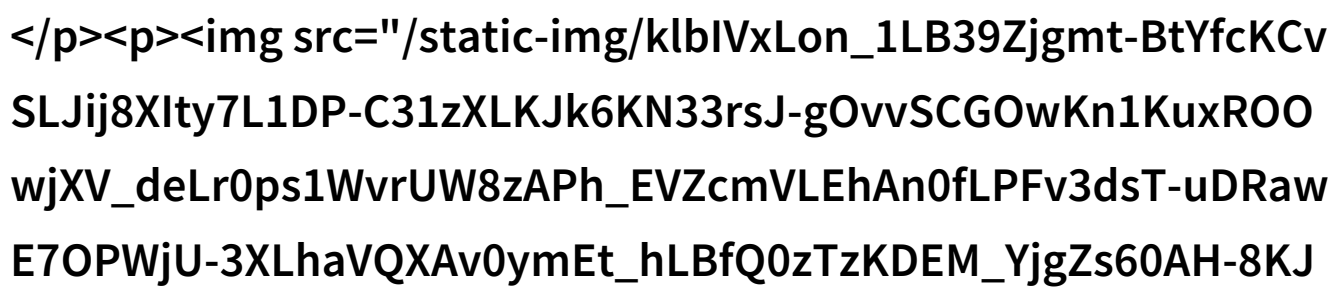 </p><p><img src="/static-img/klbIVxLon_1LB39Zjgmt-BtYfcKCv
SLJij8XIty7L1DP-C31zXLKJk6KN33rsJ-gOvvSCGOwKn1KuxROO
wjXV_deLr0ps1WvrUW8zAPh_EVZcmVLEhAn0fLPFv3dsT-uDRaw
E7OPWjU-3XLhaVQXAv0ymEt_hLBfQ0zTzKDEM_YjgZs60AH-8KJ